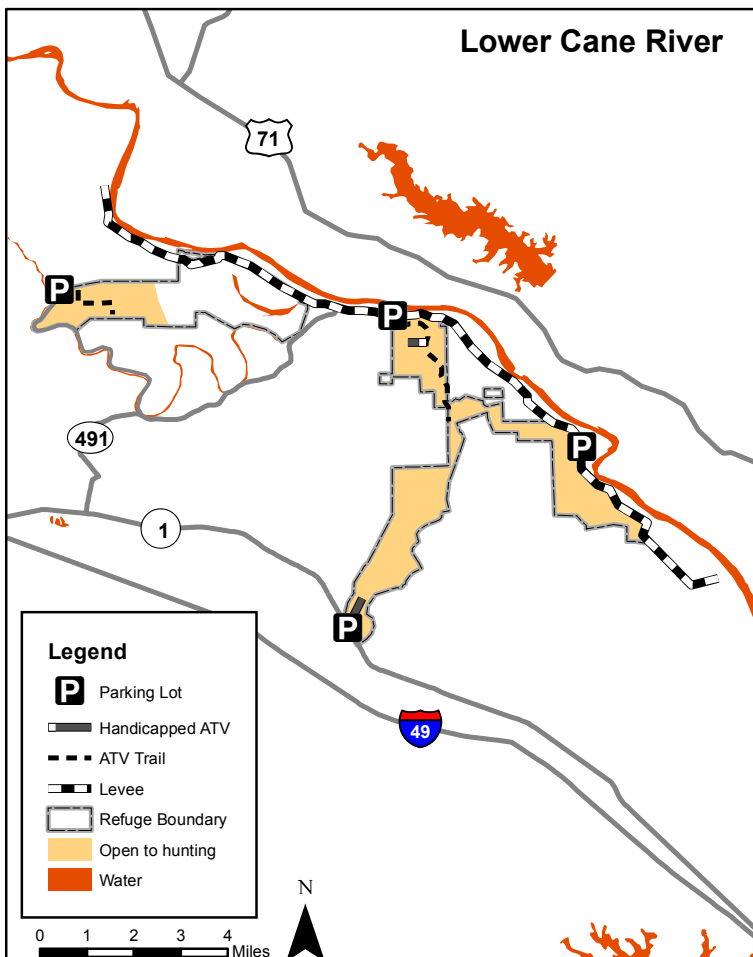 Lower Cane River
71
P
P
491
P
1
P
49
Legend
P Parking Lot
Handicapped ATV
ATV Trail
Levee
Refuge Boundary
Open to hunting
Water
N
0 1 2 3 4
Miles